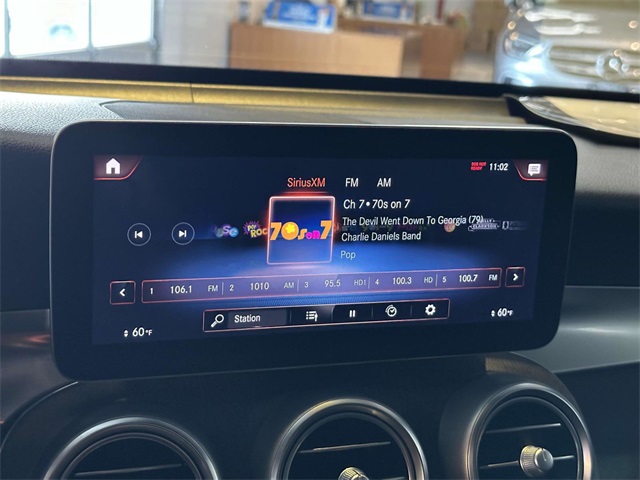 11:02
SiriusXM FM AM
Ch 7 • 70s on 7
70s on 7
The Devil Went Down To Georgia (79)
Charlie Daniels Band
Pop
1 106.1 FM 2 1010 AM 3 95.5 HD1 4 100.3 HD 5 100.7 FM
Station
60°F
60°F